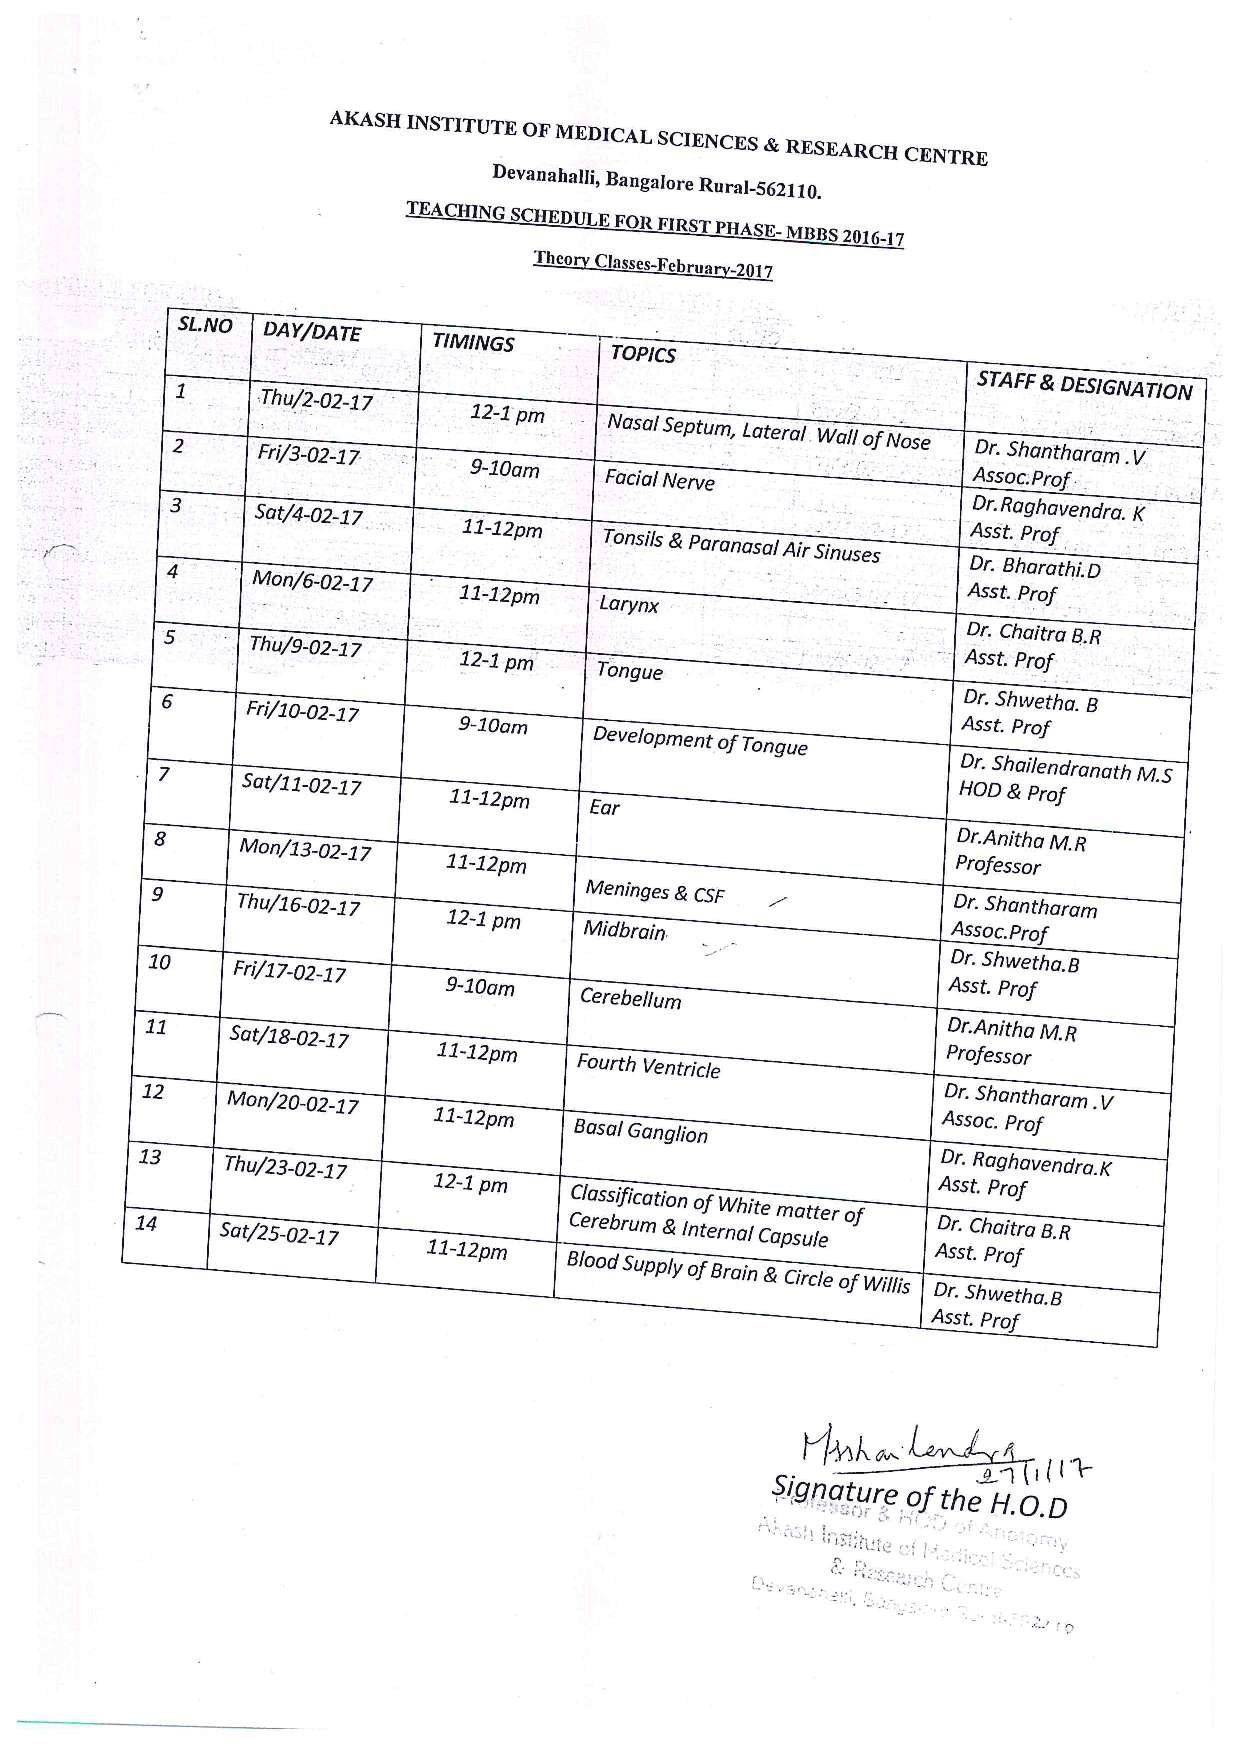 AKASH INSTITUTE OF MEDICAL SCIENCES & RESEARCH CENTRE
Devanahalli, Bangalore Rural-562110.
TEACHING SCHEDULE FOR FIRST PHASE- MBBS 2016-17
Theory Classes-February-2017
SL.NO DAY/DATE TIMINGS TOPICS STAFF & DESIGNATION
1 Thu/2-02-17 12-1 pm Nasal Septum, Lateral Wall of Nose Dr. Shantharam .V
Assoc.Prof
2 Fri/3-02-17 9-10am Facial Nerve Dr.Raghavendra. K
Asst. Prof
3 Sat/4-02-17 11-12pm Tonsils & Paranasal Air Sinuses Dr. Bharathi.D
Asst. Prof
4 Mon/6-02-17 11-12pm Larynx Dr. Chaitra B.R
Asst. Prof
5 Thu/9-02-17 12-1 pm Tongue Dr. Shwetha. B
Asst. Prof
6 Fri/10-02-17 9-10am Development of Tongue Dr. Shailendranath M.S
HOD & Prof
7 Sat/11-02-17 11-12pm Ear Dr.Anitha M.R
Professor
8 Mon/13-02-17 11-12pm Meninges & CSF Dr. Shantharam
Assoc.Prof
9 Thu/16-02-17 12-1 pm Midbrain Dr. Shwetha.B
Asst. Prof
10 Fri/17-02-17 9-10am Cerebellum Dr.Anitha M.R
Professor
11 Sat/18-02-17 11-12pm Fourth Ventricle Dr. Shantharam .V
Assoc. Prof
12 Mon/20-02-17 11-12pm Basal Ganglion Dr. Raghavendra.K
Asst. Prof
13 Thu/23-02-17 12-1 pm Classification of White matter of Dr. Chaitra B.R
Cerebrum & Internal Capsule Asst. Prof
14 Sat/25-02-17 11-12pm Blood Supply of Brain & Circle of Willis Dr. Shwetha.B
Asst. Prof
27/1/17
Signature of the H.O.D
Professor & HOD of Anatomy
Akash Institute of Medical Sciences
& Research Centre